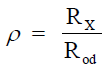 ρ = R_X / R_od